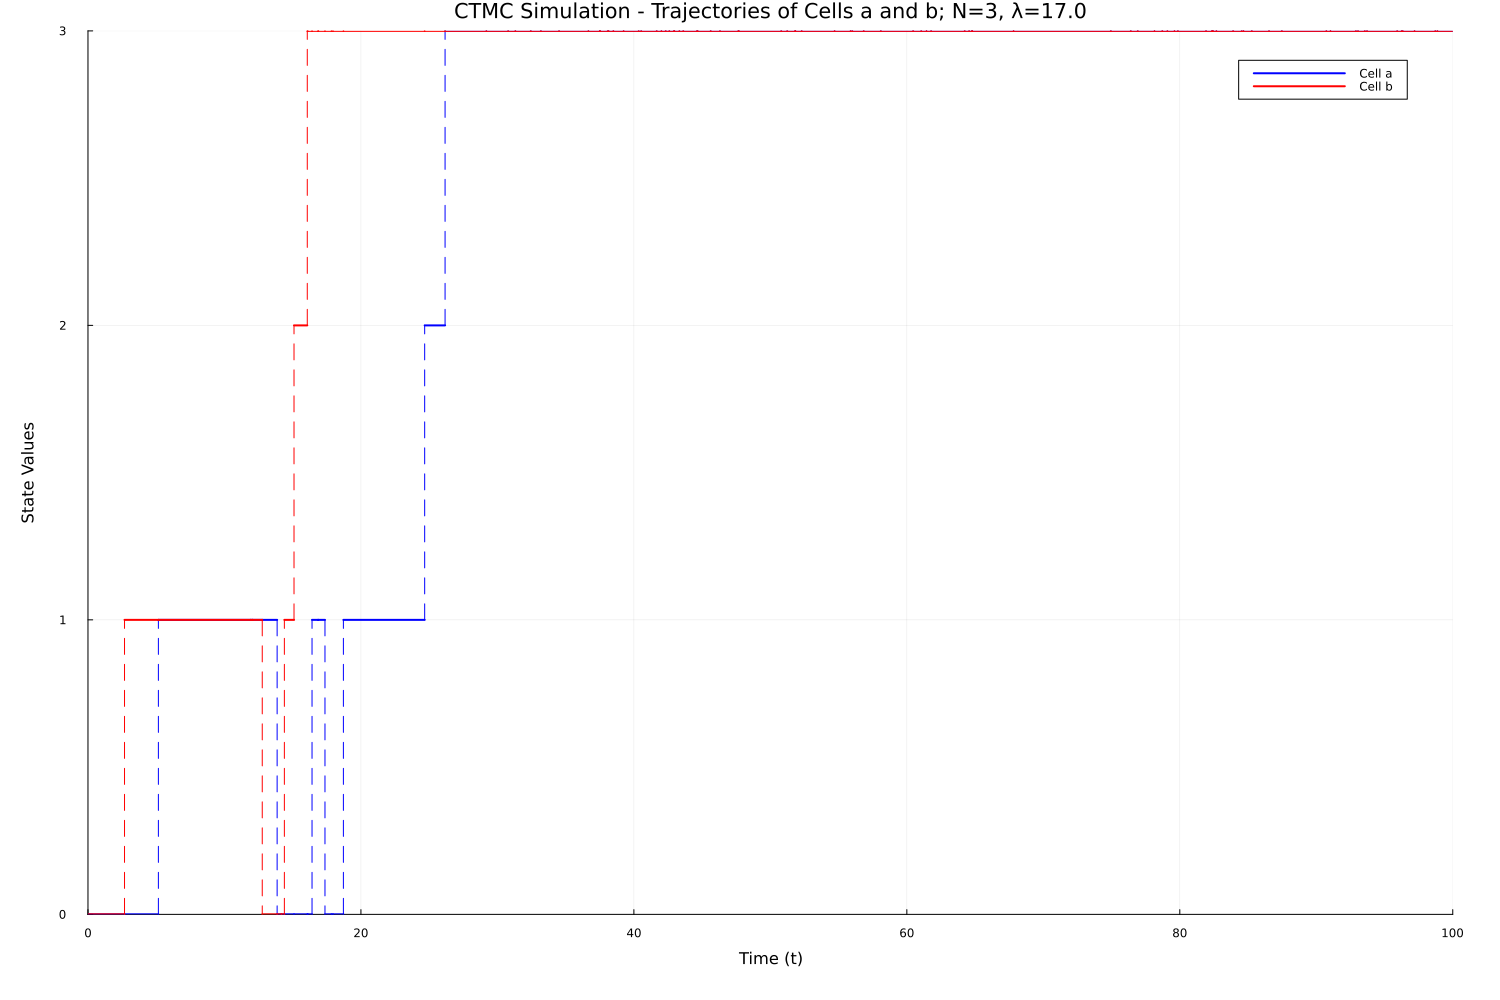 CTMC Simulation - Trajectories of Cells a and b; N=3, λ=17.0
Cell a
Cell b
State Values
3
2
1
0
0 20 40 60 80 100
Time (t)